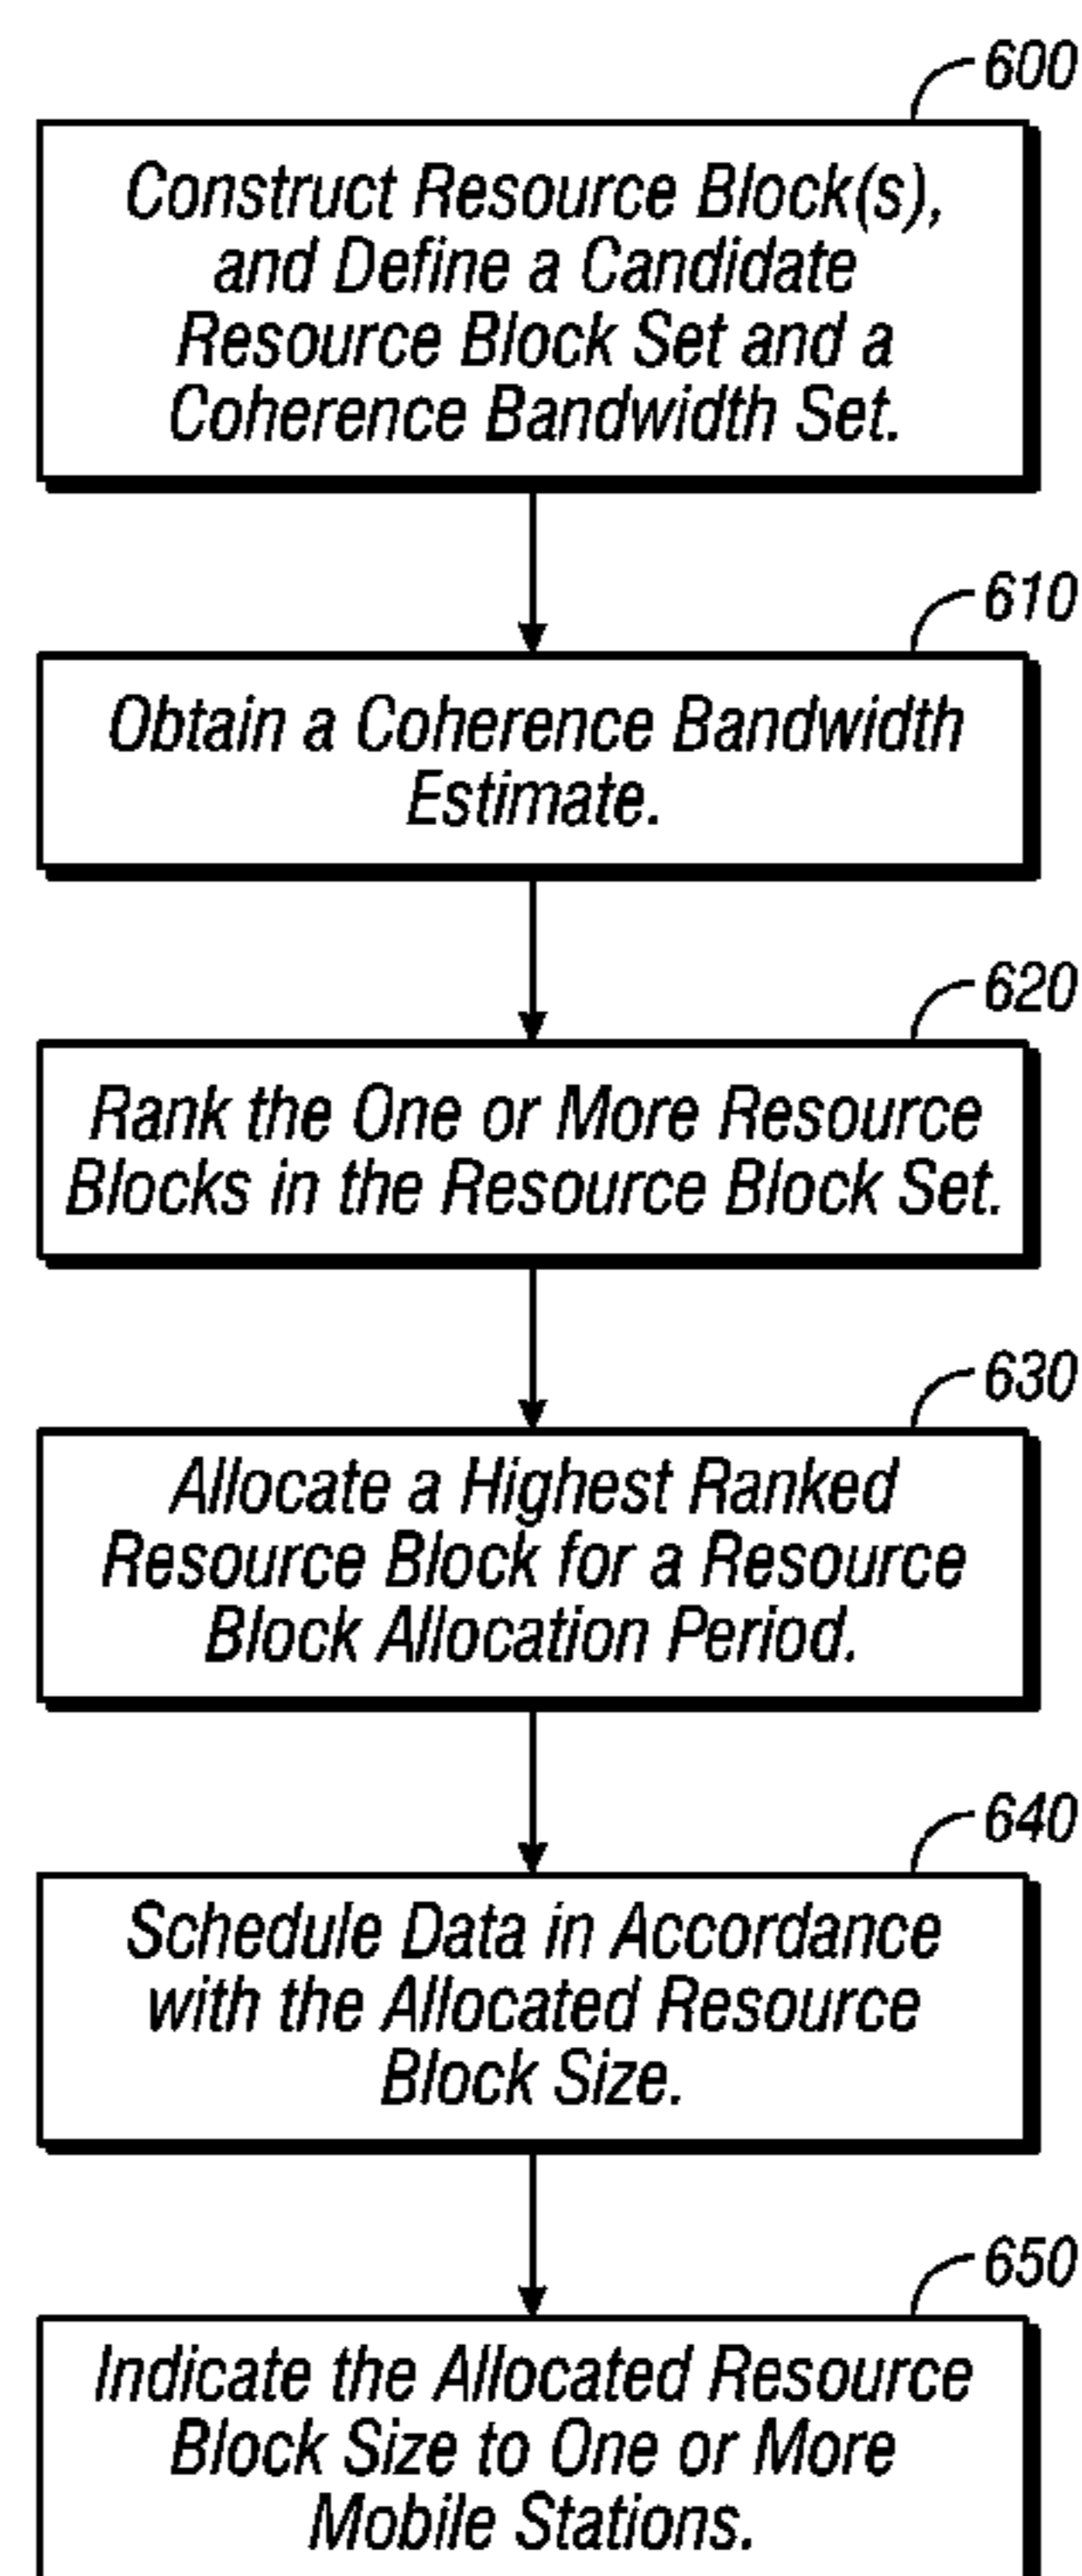 600
Construct Resource Block(s),
and Define a Candidate
Resource Block Set and a
Coherence Bandwidth Set.
610
Obtain a Coherence Bandwidth
Estimate.
620
Rank the One or More Resource
Blocks in the Resource Block Set.
630
Allocate a Highest Ranked
Resource Block for a Resource
Block Allocation Period.
640
Schedule Data in Accordance
with the Allocated Resource
Block Size.
650
Indicate the Allocated Resource
Block Size to One or More
Mobile Stations.